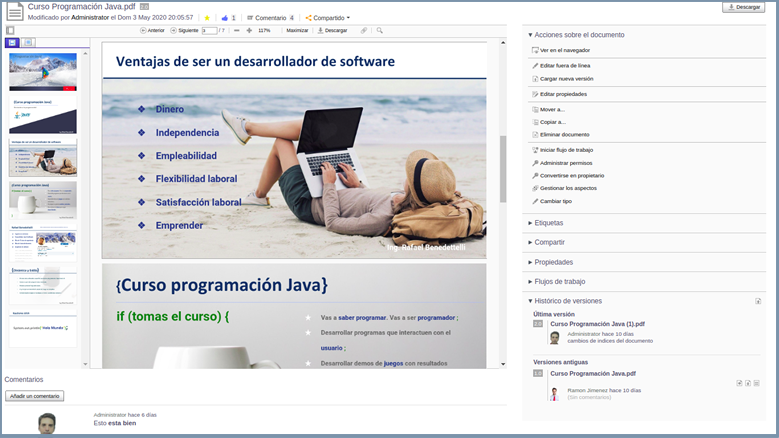 Curso Programación Java.pdf 2.0
Modificado por Administrator el Dom 3 May 2020 20:05:57
1
Comentario 4
Compartido
Descargar
Anterior
Siguiente
3 / 7
117%
Maximizar
Descargar
Ventajas de ser un desarrollador de software
Dinero
Independencia
Empleabilidad
Flexibilidad laboral
Satisfacción laboral
Emprender
Ing. Rafael Benedettelli
{Curso programación Java}
if (tomas el curso) {
Vas a saber programar. Vas a ser programador ;
Desarrollar programas que interactuen con el
usuario ;
Desarrollar demos de juegos con resultados
Comentarios
Añadir un comentario
Administrator hace 6 días
Esto esta bien
Acciones sobre el documento
Ver en el navegador
Editar fuera de línea
Cargar nueva versión
Editar propiedades
Mover a...
Copiar a...
Eliminar documento
Iniciar flujo de trabajo
Administrar permisos
Convertirse en propietario
Gestionar los aspectos
Cambiar tipo
Etiquetas
Compartir
Propiedades
Flujos de trabajo
Histórico de versiones
Última versión
2.0 Curso Programación Java (1).pdf
Administrator hace 10 días
cambios de índices del documento
Versiones antiguas
1.0 Curso Programación Java.pdf
Ramon Jimenez hace 10 días
(Sin comentarios)